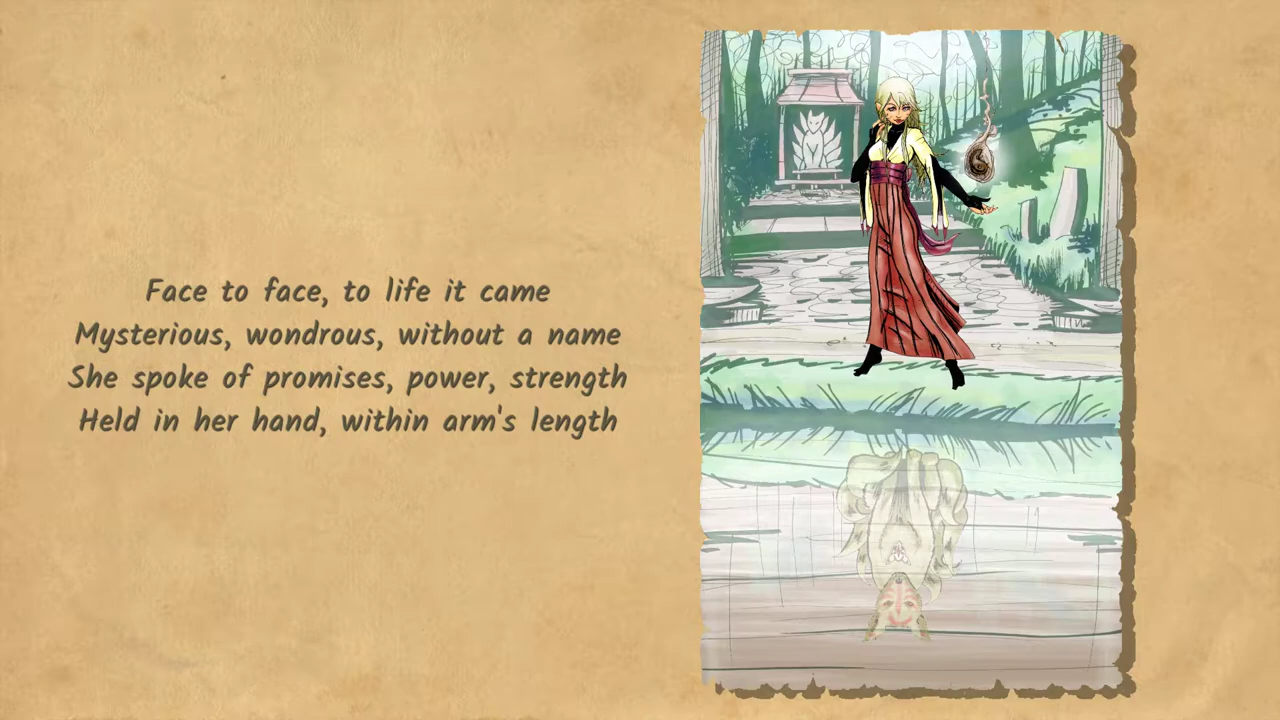 Face to face, to life it came
Mysterious, wondrous, without a name
She spoke of promises, power, strength
Held in her hand, within arm's length